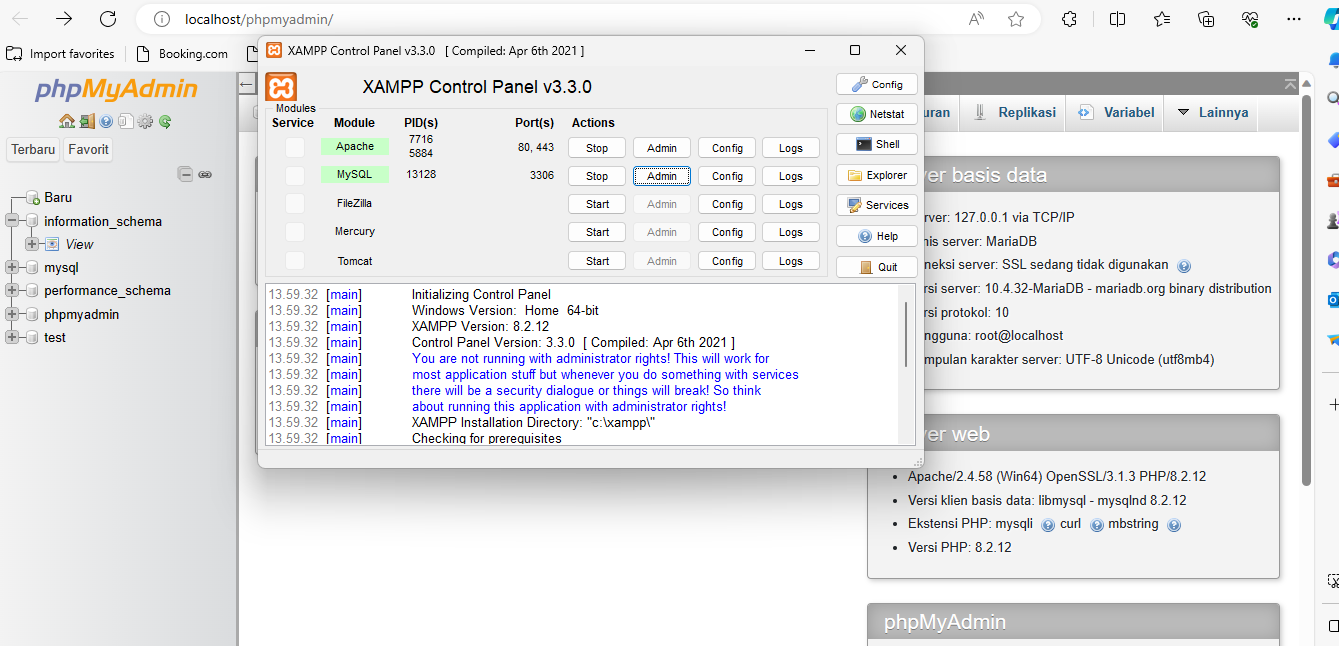 localhost/phpmyadmin/
Import favorites
Booking.com
phpMyAdmin
Terbaru Favorit
Baru
information_schema
View
mysql
performance_schema
phpmyadmin
test
XAMPP Control Panel v3.3.0 [ Compiled: Apr 6th 2021 ]
XAMPP Control Panel v3.3.0
Modules
Service Module PID(s) Port(s) Actions
Apache 7716 5884 80, 443 Stop Admin Config Logs
MySQL 13128 3306 Stop Admin Config Logs
FileZilla Start Admin Config Logs
Mercury Start Admin Config Logs
Tomcat Start Admin Config Logs
Config
Netstat
Shell
Explorer
Services
Help
Quit
13.59.32 [main] Initializing Control Panel
13.59.32 [main] Windows Version: Home 64-bit
13.59.32 [main] XAMPP Version: 8.2.12
13.59.32 [main] Control Panel Version: 3.3.0 [ Compiled: Apr 6th 2021 ]
13.59.32 [main] You are not running with administrator rights! This will work for
13.59.32 [main] most application stuff but whenever you do something with services
13.59.32 [main] there will be a security dialogue or things will break! So think
13.59.32 [main] about running this application with administrator rights!
13.59.32 [main] XAMPP Installation Directory: "c:\xampp\"
13.59.32 [main] Checking for prerequisites
uran Replikasi Variabel Lainnya
ver basis data
rver: 127.0.0.1 via TCP/IP
nis server: MariaDB
neksi server: SSL sedang tidak digunakan
rsi server: 10.4.32-MariaDB - mariadb.org binary distribution
rsi protokol: 10
ngguna: root@localhost
mpulan karakter server: UTF-8 Unicode (utf8mb4)
ver web
Apache/2.4.58 (Win64) OpenSSL/3.1.3 PHP/8.2.12
Versi klien basis data: libmysql - mysqlnd 8.2.12
Ekstensi PHP: mysqli curl mbstring
Versi PHP: 8.2.12
phpMyAdmin